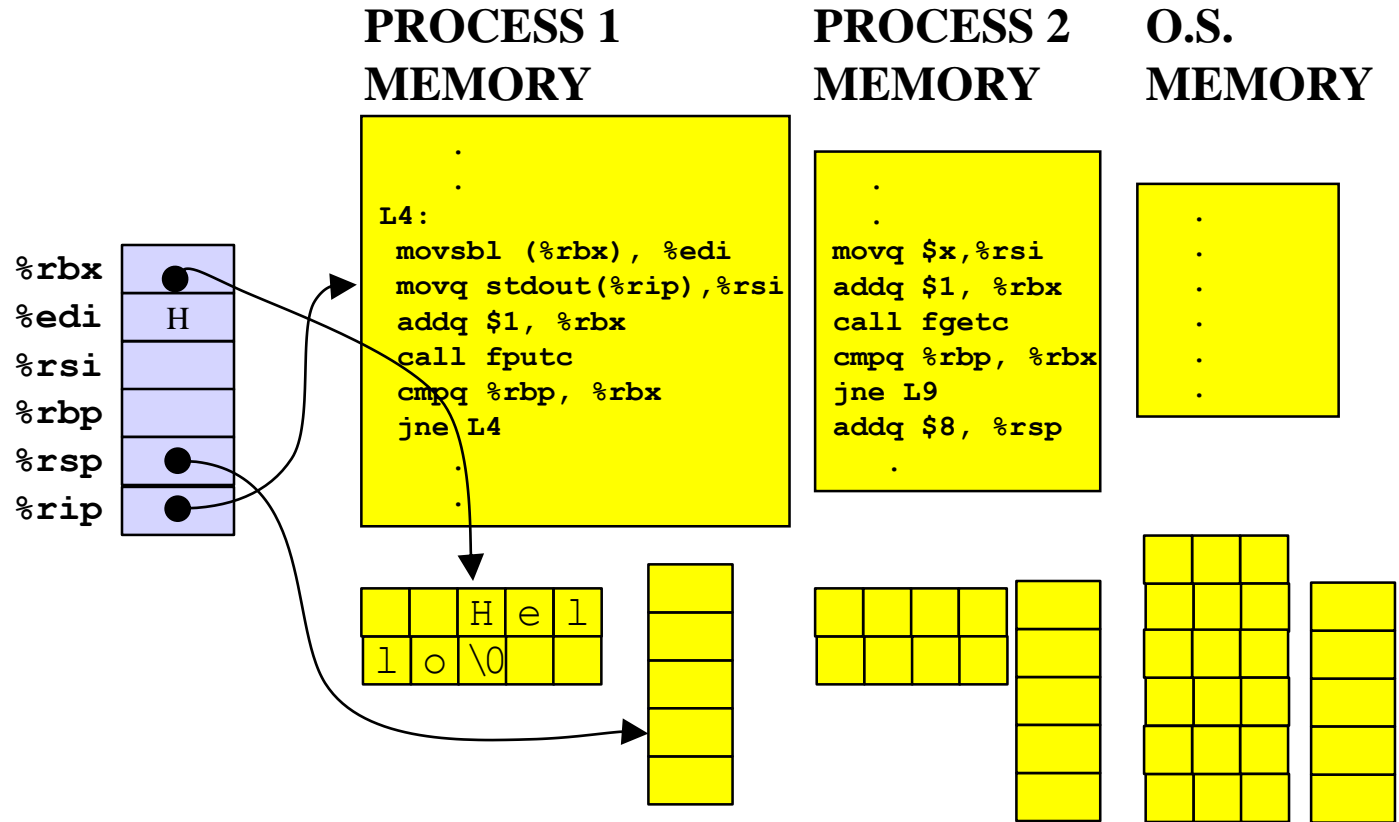 PROCESS 1
MEMORY
PROCESS 2
MEMORY
O.S.
MEMORY
%rbx
%edi
%rsi
%rbp
%rsp
%rip
H
.
.
L4:
movsbl (%rbx), %edi
movq stdout(%rip),%rsi
addq $1, %rbx
call fputc
cmpq %rbp, %rbx
jne L4
.
.
.
.
movq $x,%rsi
addq $1, %rbx
call fgetc
cmpq %rbp, %rbx
jne L9
addq $8, %rsp
.
.
.
.
.
.
.
H e l
l o \0